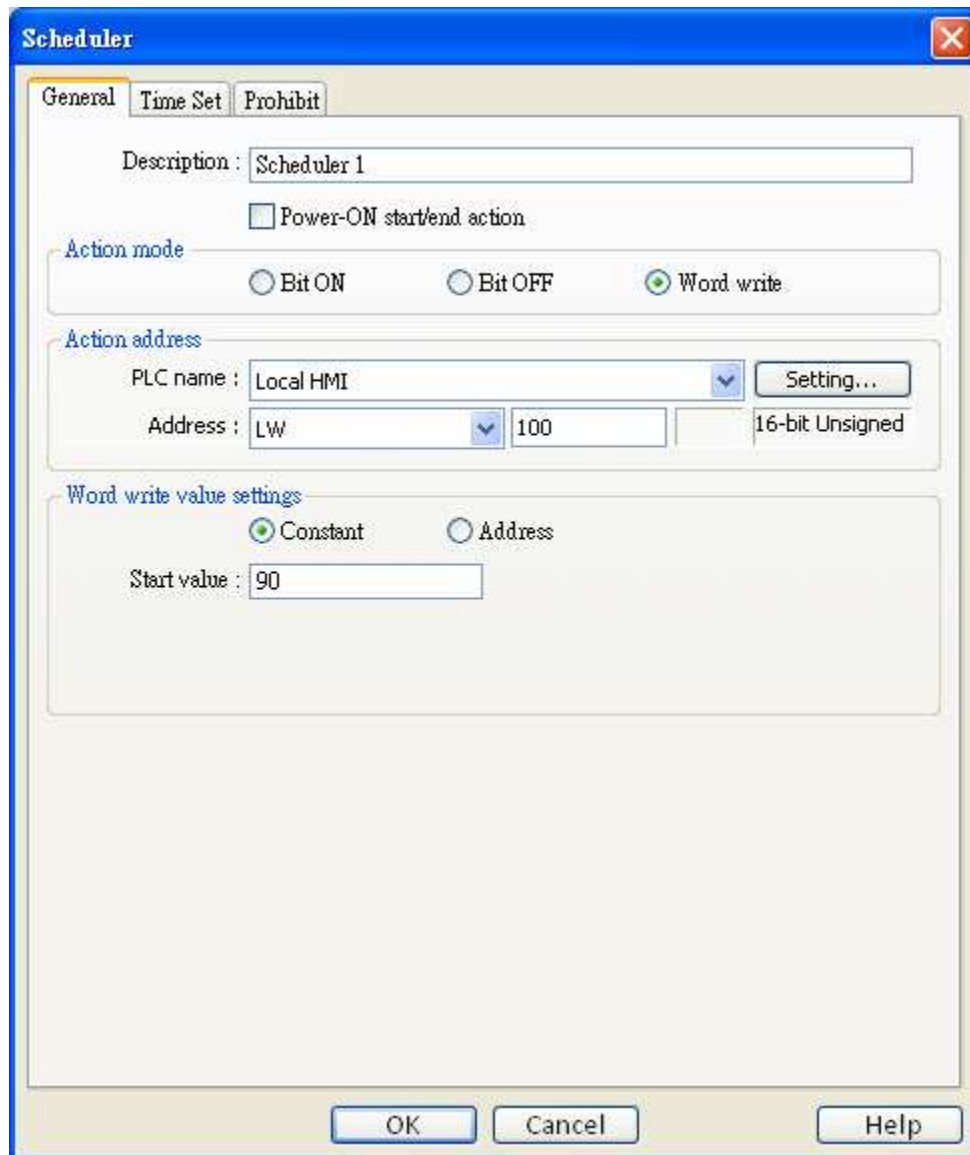 Scheduler
General Time Set Prohibit
Description : Scheduler 1
Power-ON start/end action
Action mode
Bit ON Bit OFF Word write
Action address
PLC name : Local HMI Setting...
Address : LW 100 16-bit Unsigned
Word write value settings
Constant Address
Start value : 90
OK Cancel Help